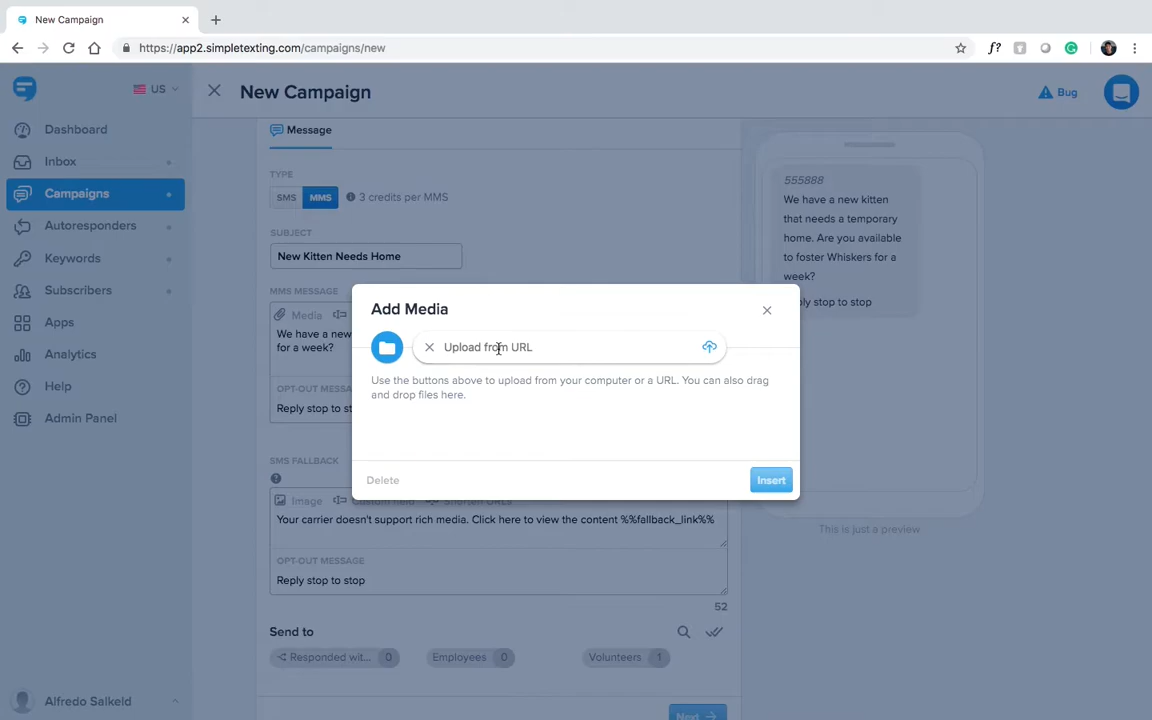 New Campaign
https://app2.simpletexting.com/campaigns/new
f?
US
New Campaign
Bug
Dashboard
Inbox
Campaigns
Autoresponders
Keywords
Subscribers
Apps
Analytics
Help
Admin Panel
Alfredo Salkeld
Message
TYPE
SMS
MMS
3 credits per MMS
SUBJECT
New Kitten Needs Home
MMS MESSAGE
Media
We have a new
for a week?
OPT-OUT MESSA
Reply stop to st
Add Media
Upload from URL
Use the buttons above to upload from your computer or a URL. You can also drag
and drop files here.
Delete
Insert
SMS FALLBACK
Image
Custom field
Shorten URLs
Your carrier doesn't support rich media. Click here to view the content %%fallback_link%%
OPT-OUT MESSAGE
Reply stop to stop
52
Send to
Responded wit... 0
Employees 0
Volunteers 1
Next
555888
We have a new kitten
that needs a temporary
home. Are you available
to foster Whiskers for a
week?
ply stop to stop
This is just a preview